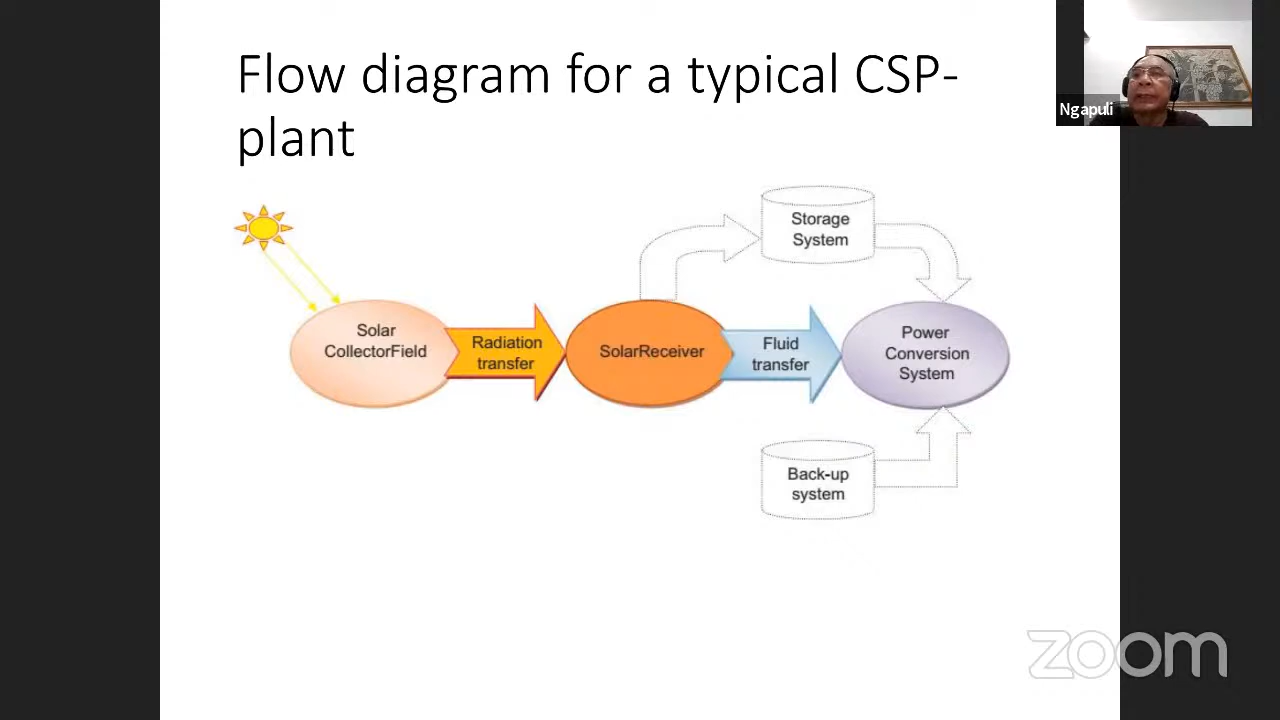 Flow diagram for a typical CSP-
plant
Ngapuli
Storage
System
Solar
CollectorField
Radiation
transfer
SolarReceiver
Fluid
transfer
Power
Conversion
System
Back-up
system
zoom